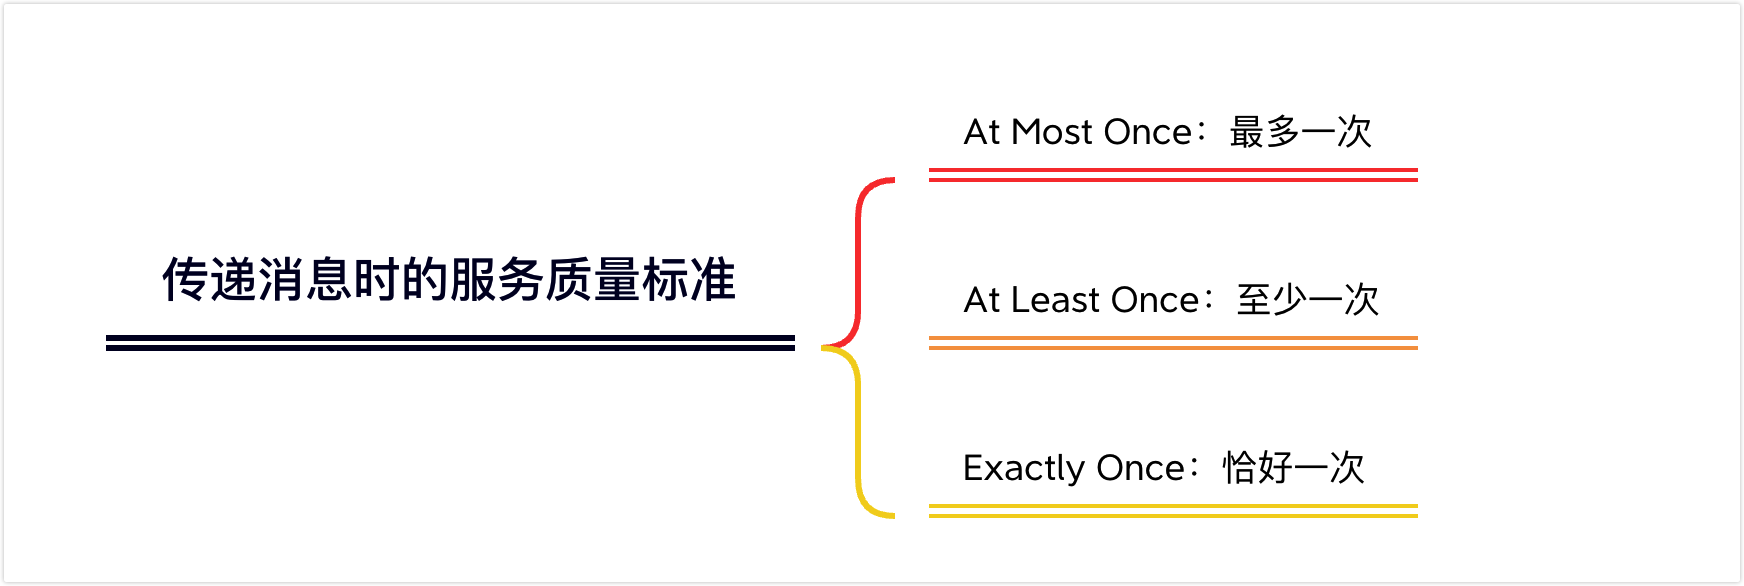 传递消息时的服务质量标准
At Most Once：最多一次
At Least Once：至少一次
Exactly Once：恰好一次